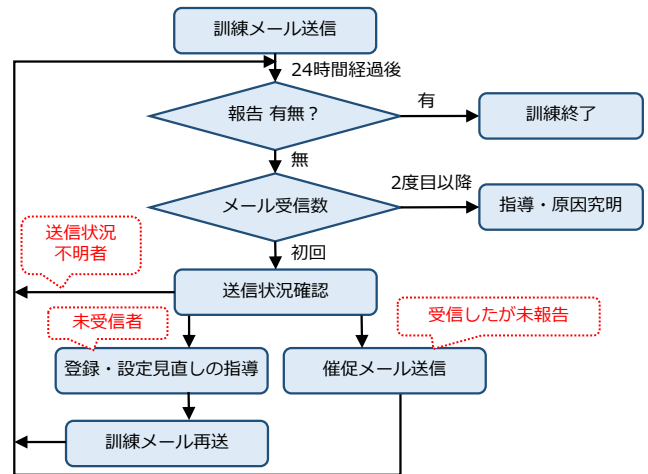 訓練メール送信
24時間経過後
報告 有無？
有
訓練終了
無
メール受信数
2度目以降
指導・原因究明
初回
送信状況
不明者
送信状況確認
未受信者
受信したが未報告
登録・設定見直しの指導
催促メール送信
訓練メール再送